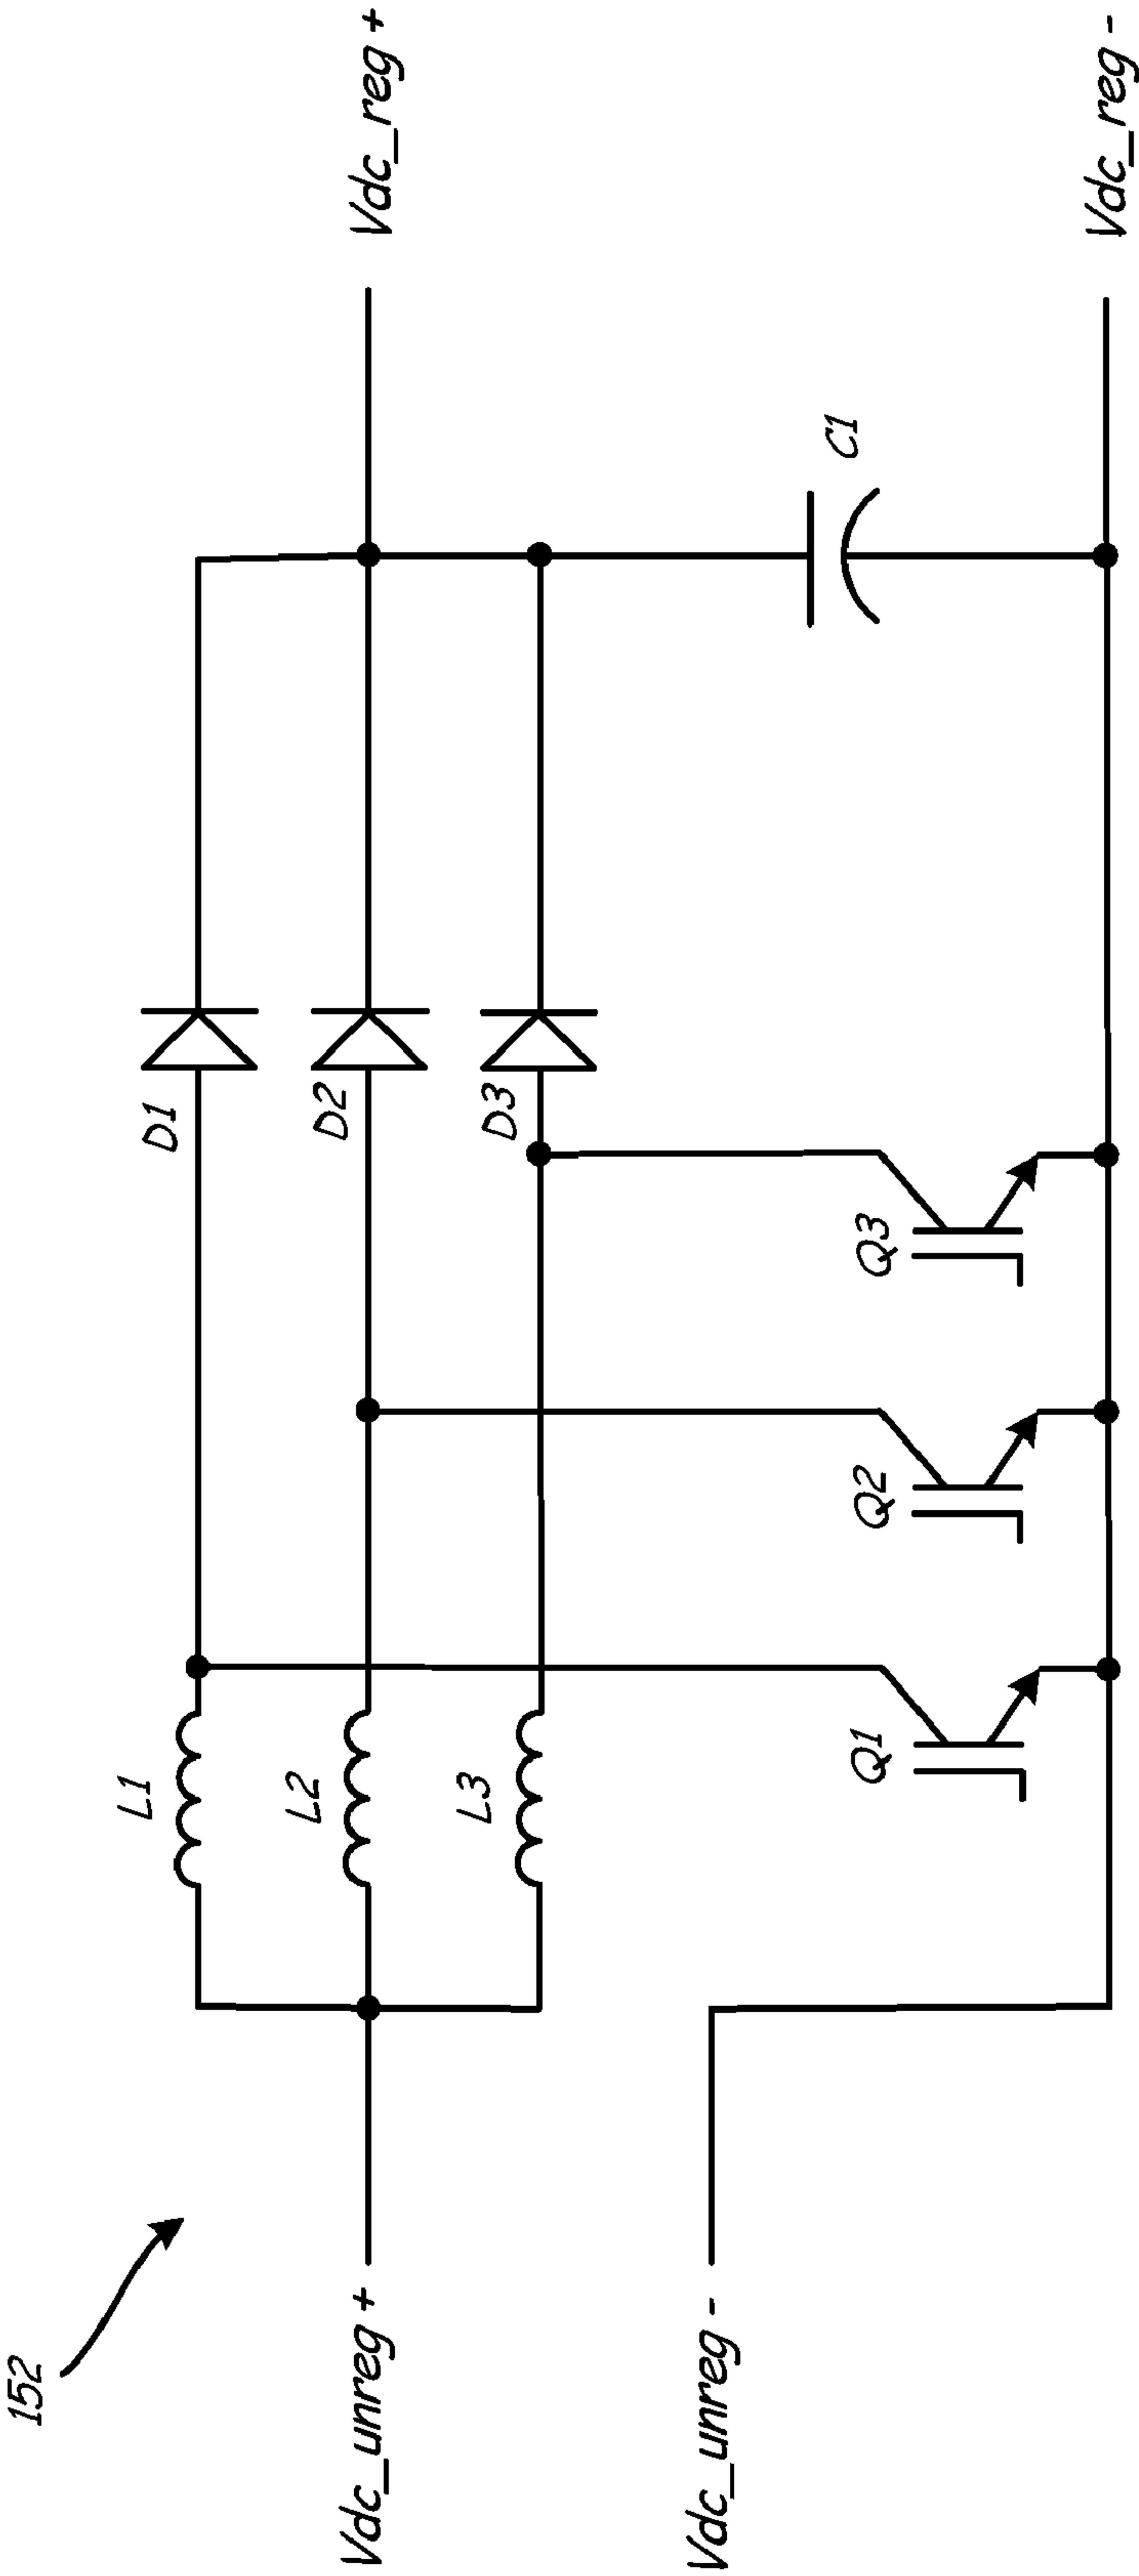 152
L1
D1
Vdc_unreg +
L2
D2
Vdc_reg +
L3
D3
Vdc_unreg -
Q1
Q2
Q3
C1
Vdc_reg -